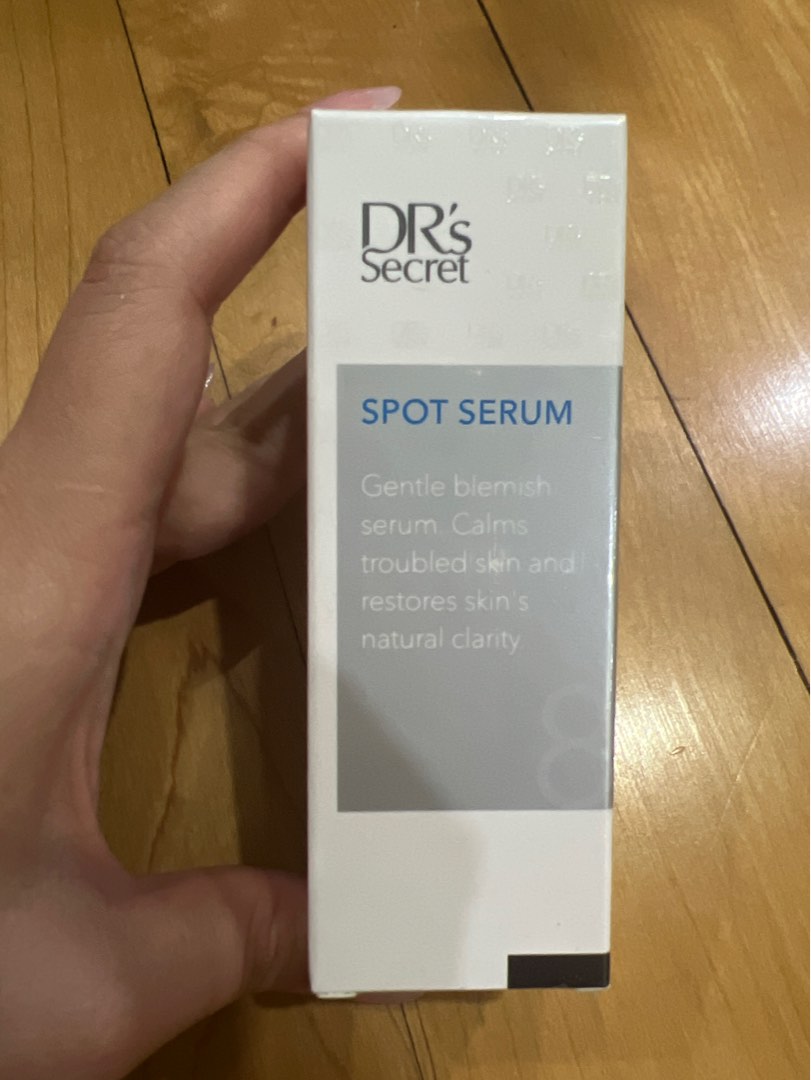 DR's
Secret
SPOT SERUM
Gentle blemish
serum. Calms
troubled skin and
restores skin's
natural clarity
8